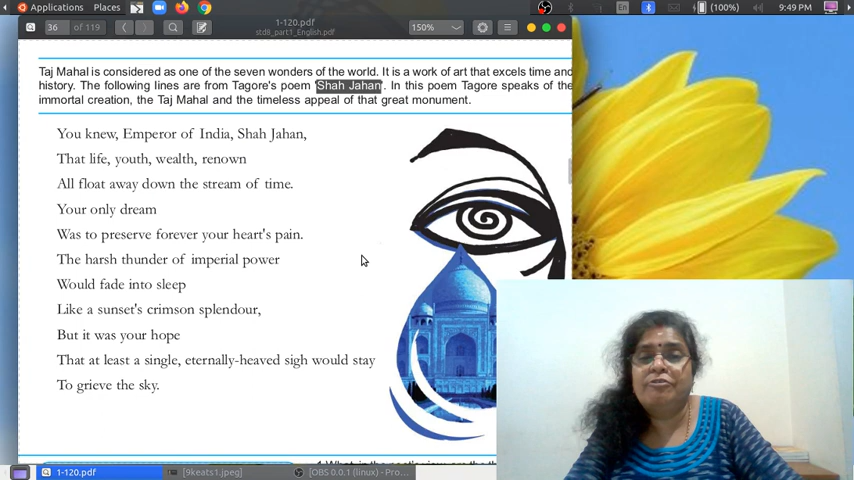 Applications Places En (100%) 9:49 PM
36 of 119 1-120.pdf 150%
std8_part1_English.pdf
Taj Mahal is considered as one of the seven wonders of the world. It is a work of art that excels time and
history. The following lines are from Tagore's poem 'Shah Jahan'. In this poem Tagore speaks of the
immortal creation, the Taj Mahal and the timeless appeal of that great monument.
You knew, Emperor of India, Shah Jahan,
That life, youth, wealth, renown
All float away down the stream of time.
Your only dream
Was to preserve forever your heart's pain.
The harsh thunder of imperial power
Would fade into sleep
Like a sunset's crimson splendour,
But it was your hope
That at least a single, eternally-heaved sigh would stay
To grieve the sky.
1-120.pdf [9keats1.jpeg] [OBS 0.0.1 (linux) - Pro...